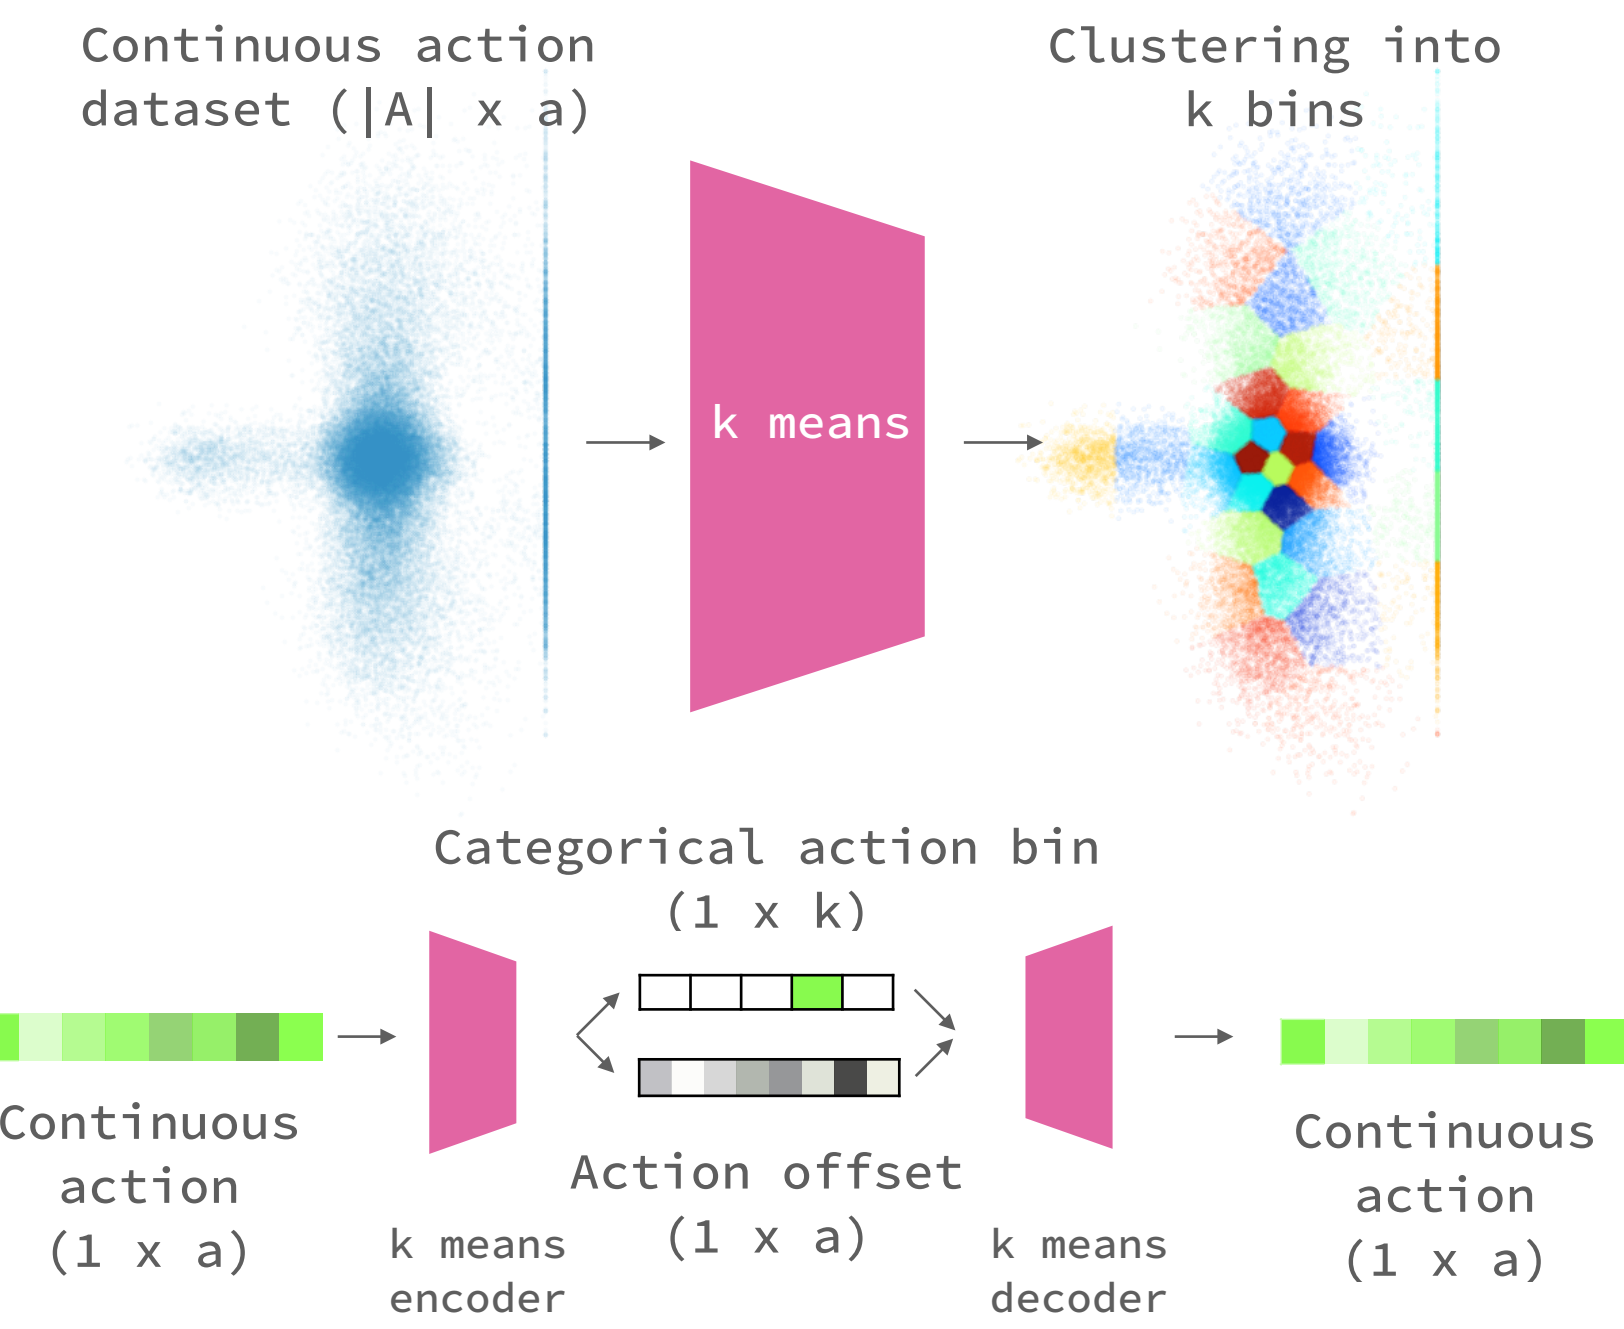 Continuous action
dataset (|A| x a)
Clustering into
k bins
k means
Categorical action bin
(1 x k)
Continuous
action
(1 x a)
k means
encoder
Action offset
(1 x a)
k means
decoder
Continuous
action
(1 x a)